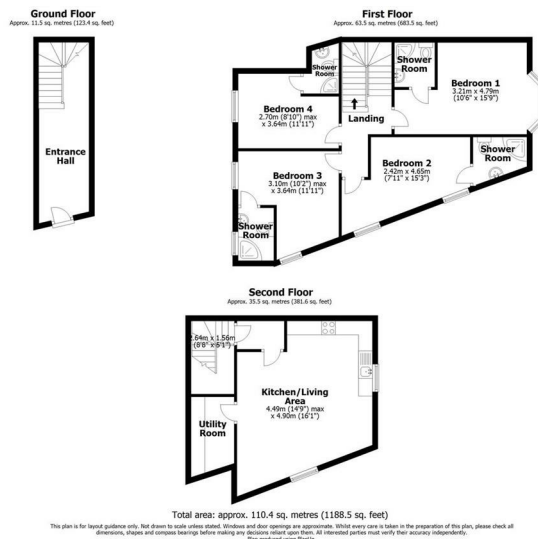 Ground Floor
Approx. 11.5 sq. metres (123.4 sq. feet)
Entrance
Hall
First Floor
Approx. 63.5 sq. metres (683.5 sq. feet)
Shower
Room
Bedroom 4
2.70m (8'10") max
x 3.64m (11'11")
Landing
Shower
Room
Bedroom 1
3.21m x 4.79m
(10'6" x 15'9")
Bedroom 3
3.10m (10'2") max
x 3.64m (11'11")
Shower
Room
Bedroom 2
2.42m x 4.65m
(7'11" x 15'3")
Shower
Room
Second Floor
Approx. 35.5 sq. metres (381.6 sq. feet)
2.64m x 1.56m
(8'8" x 5'1")
Kitchen/Living
Area
4.49m (14'9") max
x 4.90m (16'1")
Utility
Room
Total area: approx. 110.4 sq. metres (1188.5 sq. feet)
This plan is for layout guidance only. Not drawn to scale unless stated. Windows and door openings are approximate. Whilst every care is taken in the preparation of this plan, please check all
dimensions, shapes and compass bearings before making any decisions reliant upon them. All interested parties must verify their accuracy independently.
Plan produced using PlanUp.